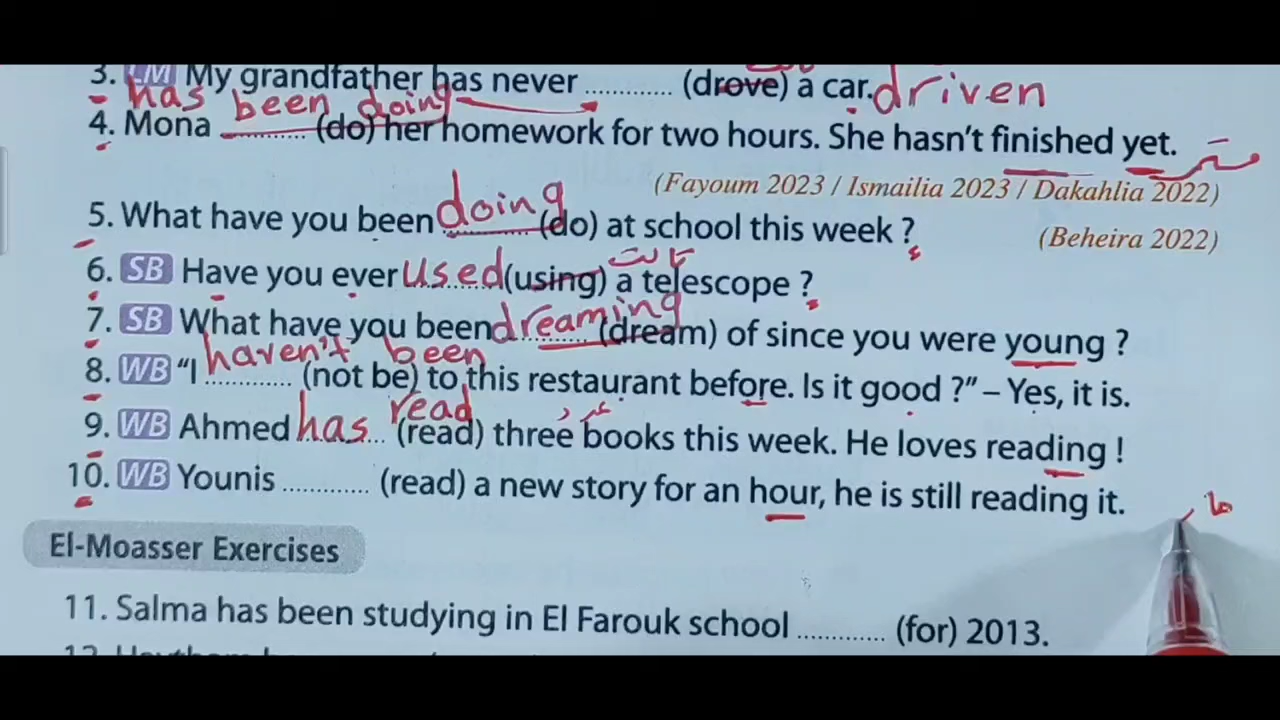 3. LM My grandfather has never ............ (drove) a car. driven
has been doing
4. Mona ............ (do) her homework for two hours. She hasn't finished yet.
(Fayoum 2023 / Ismailia 2023 / Dakahlia 2022)
5. What have you been doing (do) at school this week ?
(Beheira 2022)
6. SB Have you ever used (using) a telescope ?
7. SB What have you been dreaming (dream) of since you were young ?
haven't been
8. WB "I ............ (not be) to this restaurant before. Is it good ?" – Yes, it is.
9. WB Ahmed has read ... (read) three books this week. He loves reading !
10. WB Younis ............ (read) a new story for an hour, he is still reading it.
El-Moasser Exercises
11. Salma has been studying in El Farouk school ............ (for) 2013.